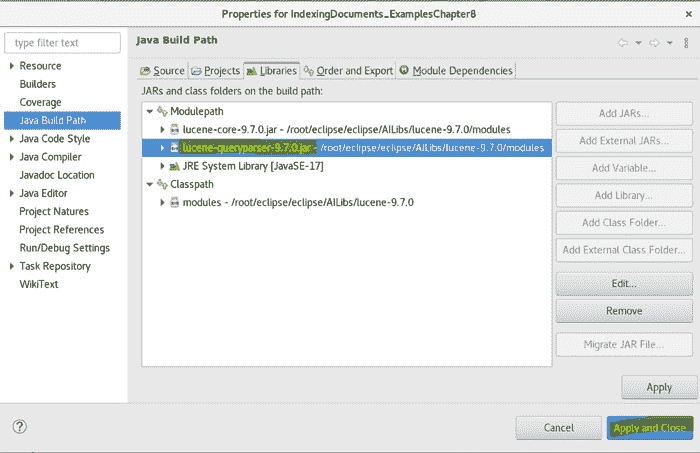 Properties for IndexingDocuments_ExamplesChapter8
type filter text
Resource
Builders
Coverage
Java Build Path
Java Code Style
Java Compiler
Javadoc Location
Java Editor
Project Natures
Project References
Run/Debug Settings
Task Repository
WikiText
Java Build Path
Source Projects Libraries Order and Export Module Dependencies
JARs and class folders on the build path:
Modulepath
lucene-core-9.7.0.jar - /root/eclipse/eclipse/AILibs/lucene-9.7.0/modules
lucene-queryparser-9.7.0.jar - /root/eclipse/eclipse/AILibs/lucene-9.7.0/modules
JRE System Library [JavaSE-17]
Classpath
modules - /root/eclipse/eclipse/AILibs/lucene-9.7.0
Add JARs...
Add External JARs...
Add Variable...
Add Library...
Add Class Folder...
Add External Class Folder...
Edit...
Remove
Migrate JAR File...
Apply
Cancel
Apply and Close